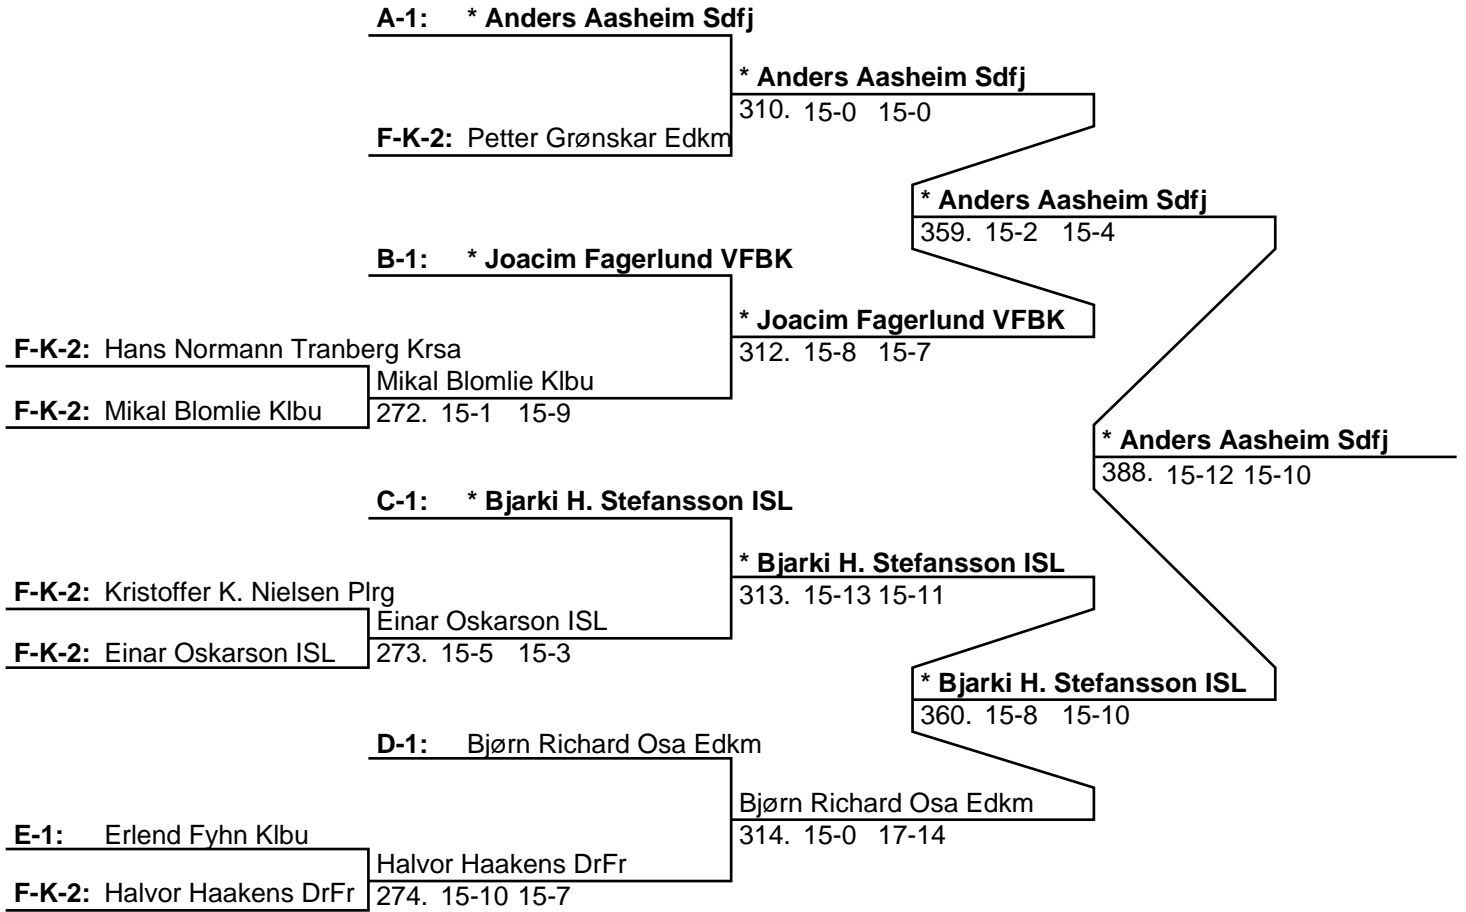 A-1: * Anders Aasheim Sdfj
* Anders Aasheim Sdfj
310. 15-0 15-0
F-K-2: Petter Grønskar Edkm
* Anders Aasheim Sdfj
359. 15-2 15-4
B-1: * Joacim Fagerlund VFBK
* Joacim Fagerlund VFBK
312. 15-8 15-7
F-K-2: Hans Normann Tranberg Krsa
Mikal Blomlie Klbu
F-K-2: Mikal Blomlie Klbu
272. 15-1 15-9
* Anders Aasheim Sdfj
388. 15-12 15-10
C-1: * Bjarki H. Stefansson ISL
* Bjarki H. Stefansson ISL
313. 15-13 15-11
F-K-2: Kristoffer K. Nielsen Plrg
Einar Oskarson ISL
F-K-2: Einar Oskarson ISL
273. 15-5 15-3
* Bjarki H. Stefansson ISL
360. 15-8 15-10
D-1: Bjørn Richard Osa Edkm
Bjørn Richard Osa Edkm
314. 15-0 17-14
E-1: Erlend Fyhn Klbu
Halvor Haakens DrFr
F-K-2: Halvor Haakens DrFr
274. 15-10 15-7